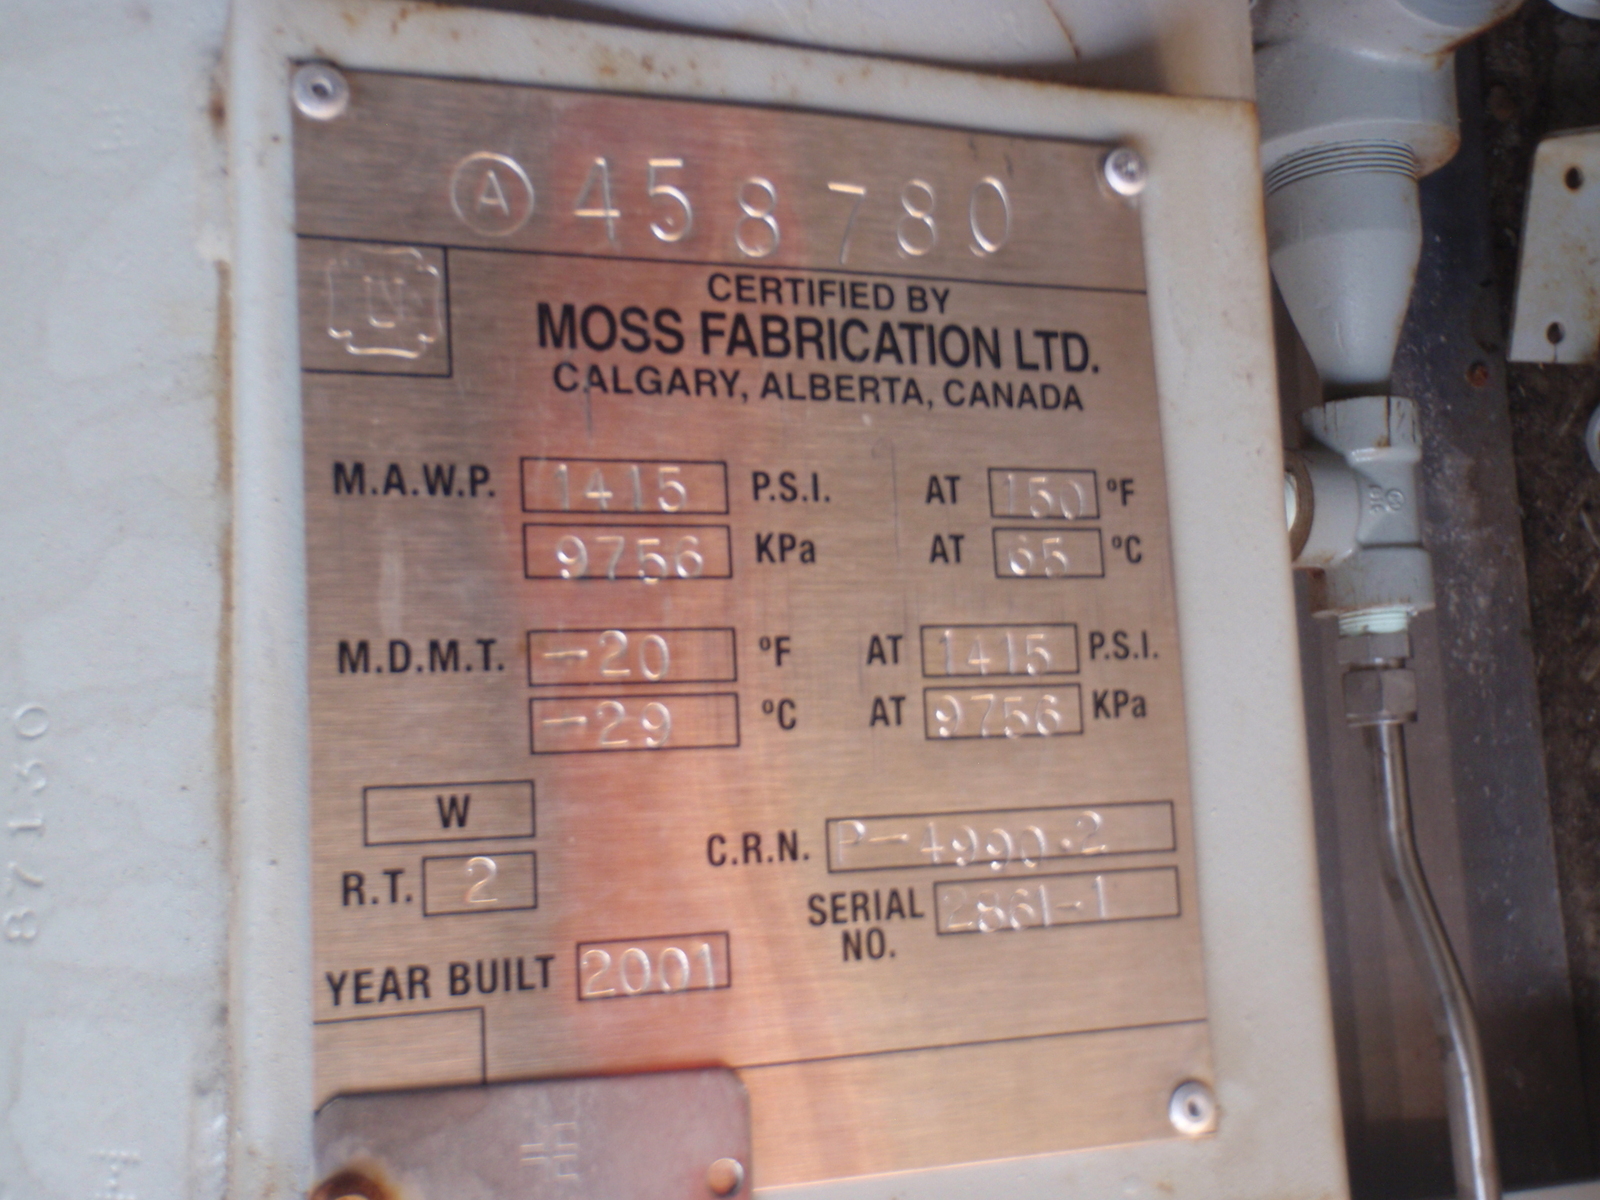 Ⓐ 458780
U
CERTIFIED BY
MOSS FABRICATION LTD.
CALGARY, ALBERTA, CANADA
M.A.W.P. 1415 P.S.I. AT 150 °F
9756 KPa AT 65 °C
M.D.M.T. -20 °F AT 1415 P.S.I.
-29 °C AT 9756 KPa
W
R.T. 2
C.R.N. P-4990.2
SERIAL NO. 2861-1
YEAR BUILT 2001
87130